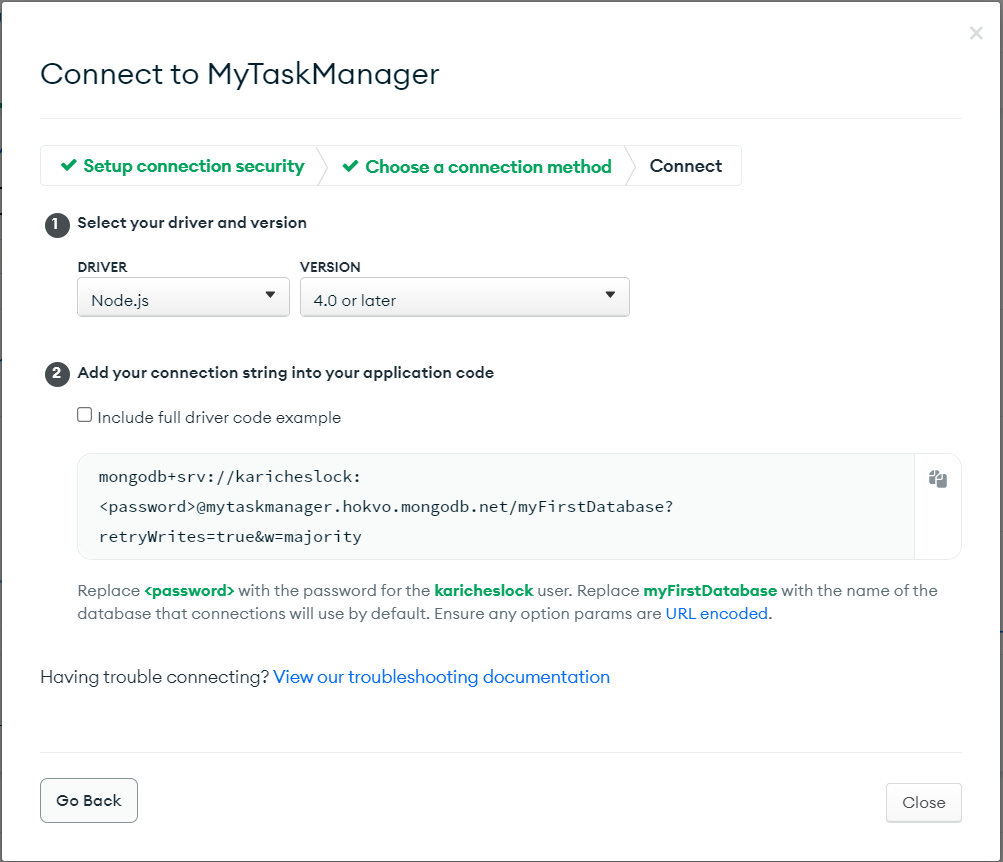 Connect to MyTaskManager
Setup connection security
Choose a connection method
Connect
1 Select your driver and version
DRIVER
VERSION
Node.js
4.0 or later
2 Add your connection string into your application code
Include full driver code example
mongodb+srv://karicheslock:
<password>@mytaskmanager.hokvo.mongodb.net/myFirstDatabase?
retryWrites=true&w=majority
Replace <password> with the password for the karicheslock user. Replace myFirstDatabase with the name of the
database that connections will use by default. Ensure any option params are URL encoded.
Having trouble connecting? View our troubleshooting documentation
Go Back
Close